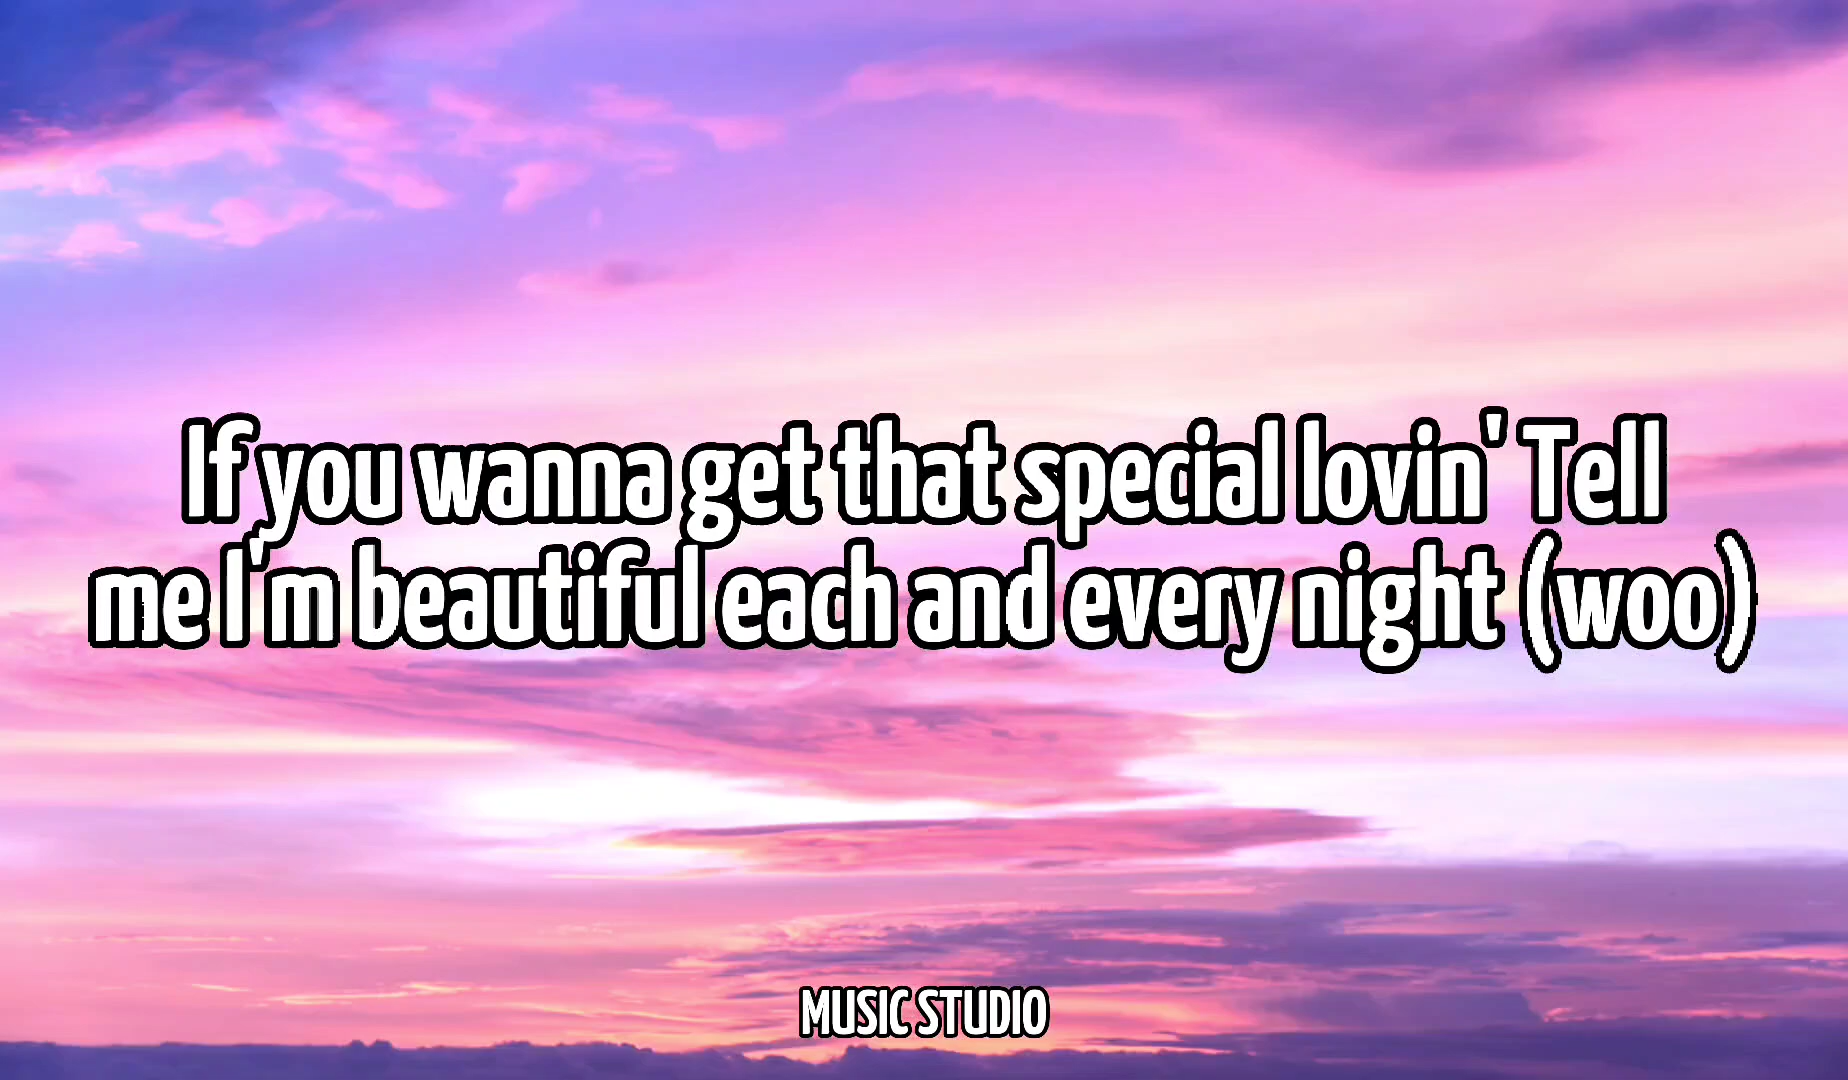 If you wanna get that special lovin' Tell
me I'm beautiful each and every night (woo)
MUSIC STUDIO